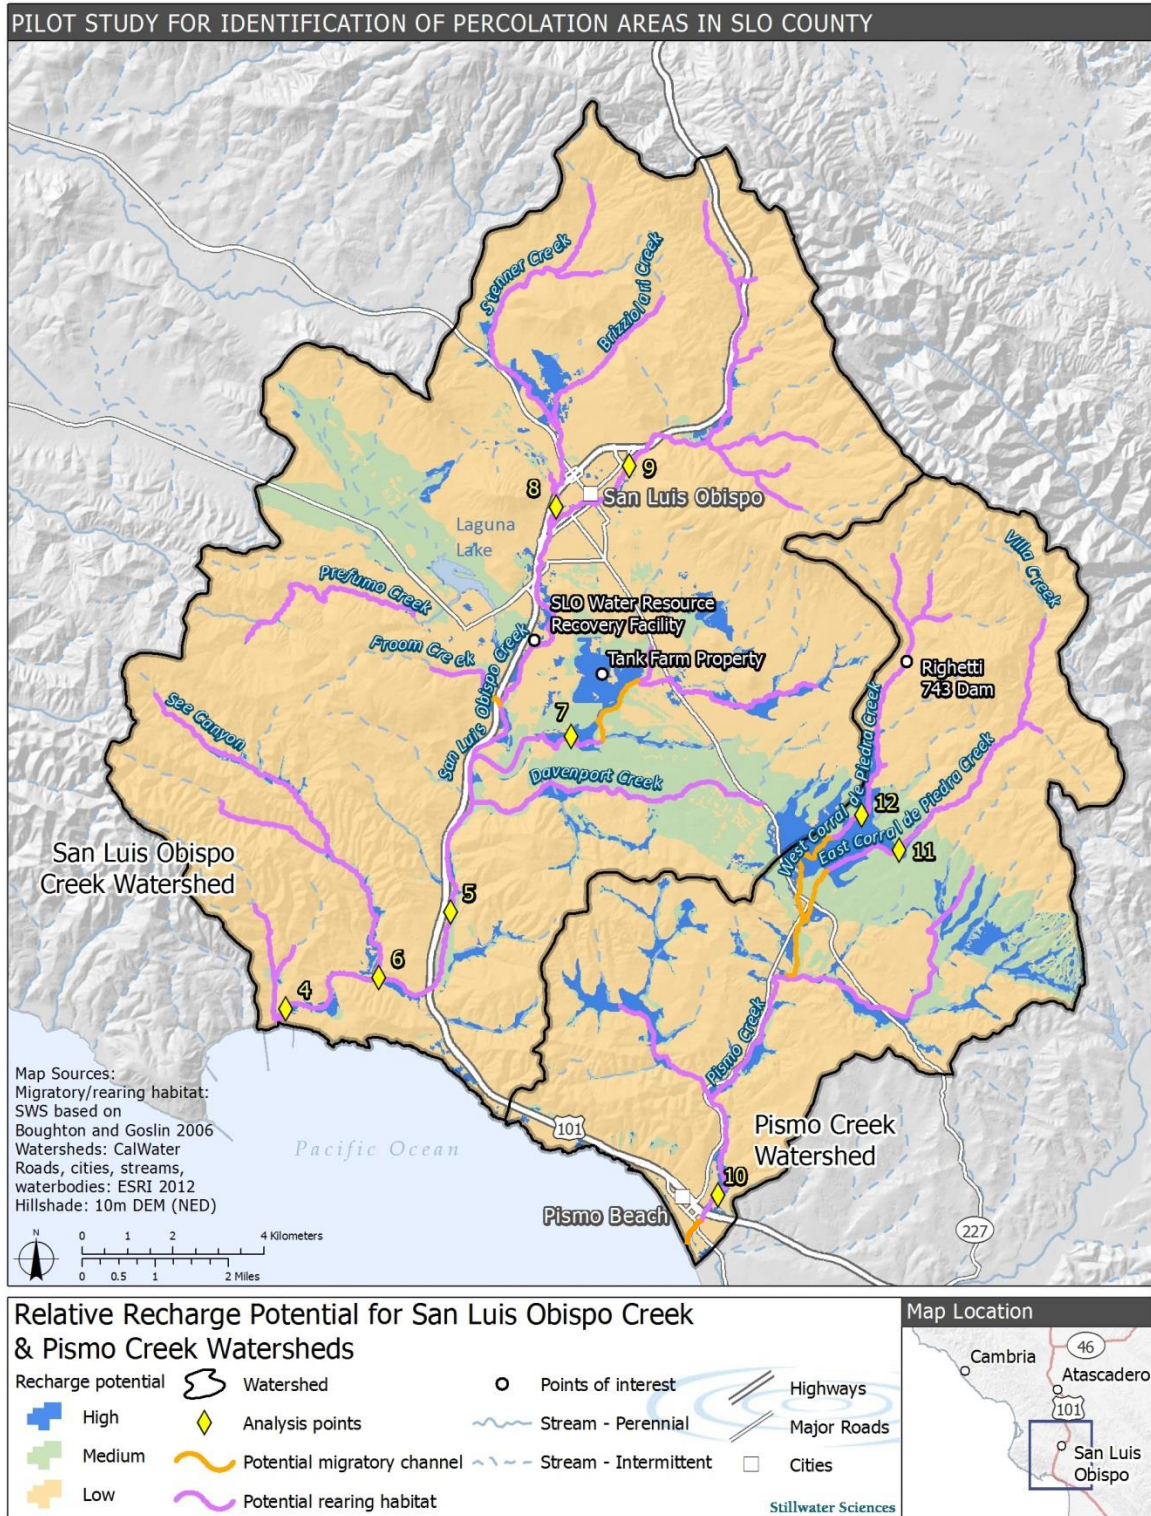 PILOT STUDY FOR IDENTIFICATION OF PERCOLATION AREAS IN SLO COUNTY
Stenner Creek
Brizziolari Creek
9
8
San Luis Obispo
Laguna
Lake
Villa Creek
Prefumo Creek
SLO Water Resource
Recovery Facility
Froom Creek
Tank Farm Property
Righetti
743 Dam
See Canyon
San Luis Obispo Creek
7
Davenport Creek
West Corral de Piedra Creek
12
East Corral de Piedra Creek
11
San Luis Obispo
Creek Watershed
5
6
4
Pismo Creek
Map Sources:
Migratory/rearing habitat:
SWS based on
Boughton and Goslin 2006
Watersheds: CalWater
Roads, cities, streams,
waterbodies: ESRI 2012
Hillshade: 10m DEM (NED)
Pacific Ocean
101
Pismo Creek
Watershed
10
Pismo Beach
227
N
0 1 2 4 Kilometers
0 0.5 1 2 Miles
Relative Recharge Potential for San Luis Obispo Creek
& Pismo Creek Watersheds
Recharge potential
High
Medium
Low
Watershed
Analysis points
Potential migratory channel
Potential rearing habitat
Points of interest
Stream - Perennial
Stream - Intermittent
Highways
Major Roads
Cities
Stillwater Sciences
Map Location
46
Cambria
Atascadero
101
San Luis
Obispo